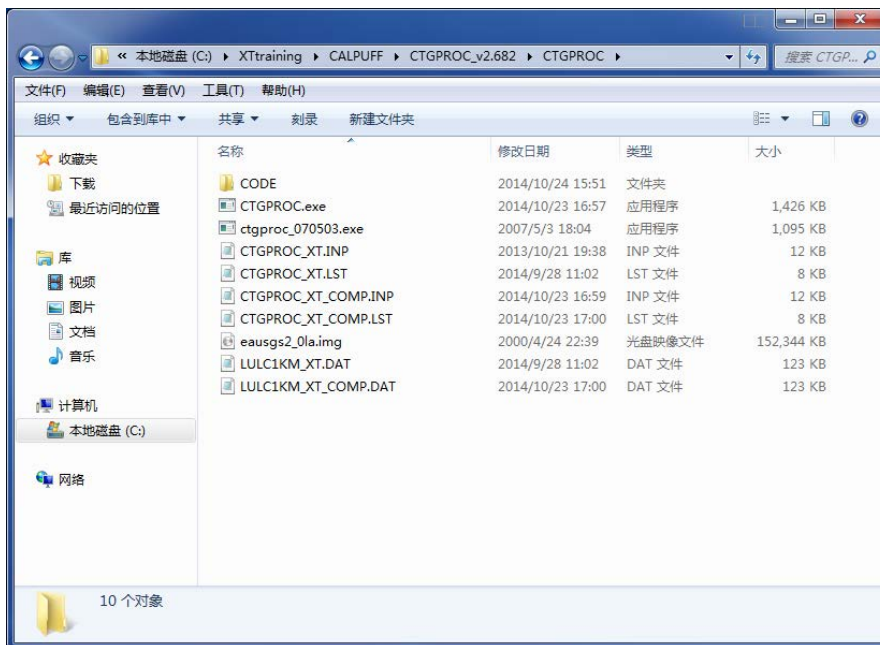 « 本地磁盘 (C:) ▸ XTtraining ▸ CALPUFF ▸ CTGPROC_v2.682 ▸ CTGPROC ▸ 搜索 CTGP...
文件(F) 编辑(E) 查看(V) 工具(T) 帮助(H)
组织 包含到库中 共享 刻录 新建文件夹
收藏夹
下载
最近访问的位置
库
视频
图片
文档
音乐
计算机
本地磁盘 (C:)
网络
名称 修改日期 类型 大小
CODE 2014/10/24 15:51 文件夹
CTGPROC.exe 2014/10/23 16:57 应用程序 1,426 KB
ctgproc_070503.exe 2007/5/3 18:04 应用程序 1,095 KB
CTGPROC_XT.INP 2013/10/21 19:38 INP 文件 12 KB
CTGPROC_XT.LST 2014/9/28 11:02 LST 文件 8 KB
CTGPROC_XT_COMP.INP 2014/10/23 16:59 INP 文件 12 KB
CTGPROC_XT_COMP.LST 2014/10/23 17:00 LST 文件 8 KB
eausgs2_0la.img 2000/4/24 22:39 光盘映像文件 152,344 KB
LULC1KM_XT.DAT 2014/9/28 11:02 DAT 文件 123 KB
LULC1KM_XT_COMP.DAT 2014/10/23 17:00 DAT 文件 123 KB
10 个对象